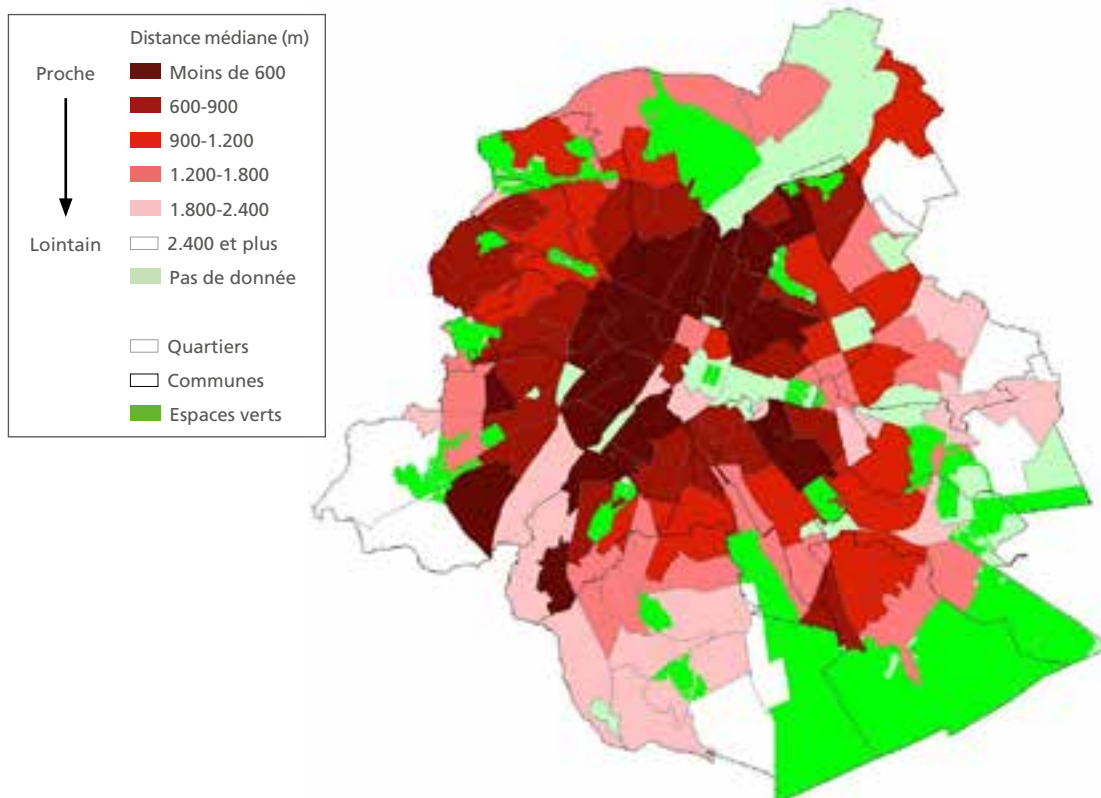 Distance médiane (m)
Proche
Moins de 600
600-900
900-1.200
1.200-1.800
1.800-2.400
Lointain
2.400 et plus
Pas de donnée
Quartiers
Communes
Espaces verts